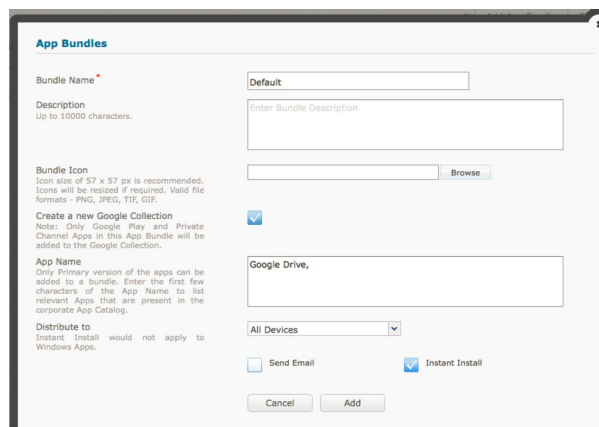 App Bundles
Bundle Name *
Default
Description
Up to 10000 characters.
Enter Bundle Description
Bundle Icon
Icon size of 57 x 57 px is recommended.
Icons will be resized if required. Valid file
formats - PNG, JPEG, TIF, GIF.
Browse
Create a new Google Collection
Note: Only Google Play and Private
Channel Apps in this App Bundle will be
added to the Google Collection.
App Name
Only Primary version of the apps can be
added to a bundle. Enter the first few
characters of the App Name to list
relevant Apps that are present in the
corporate App Catalog.
Google Drive,
Distribute to
Instant Install would not apply to
Windows Apps.
All Devices
Send Email
Instant Install
Cancel
Add